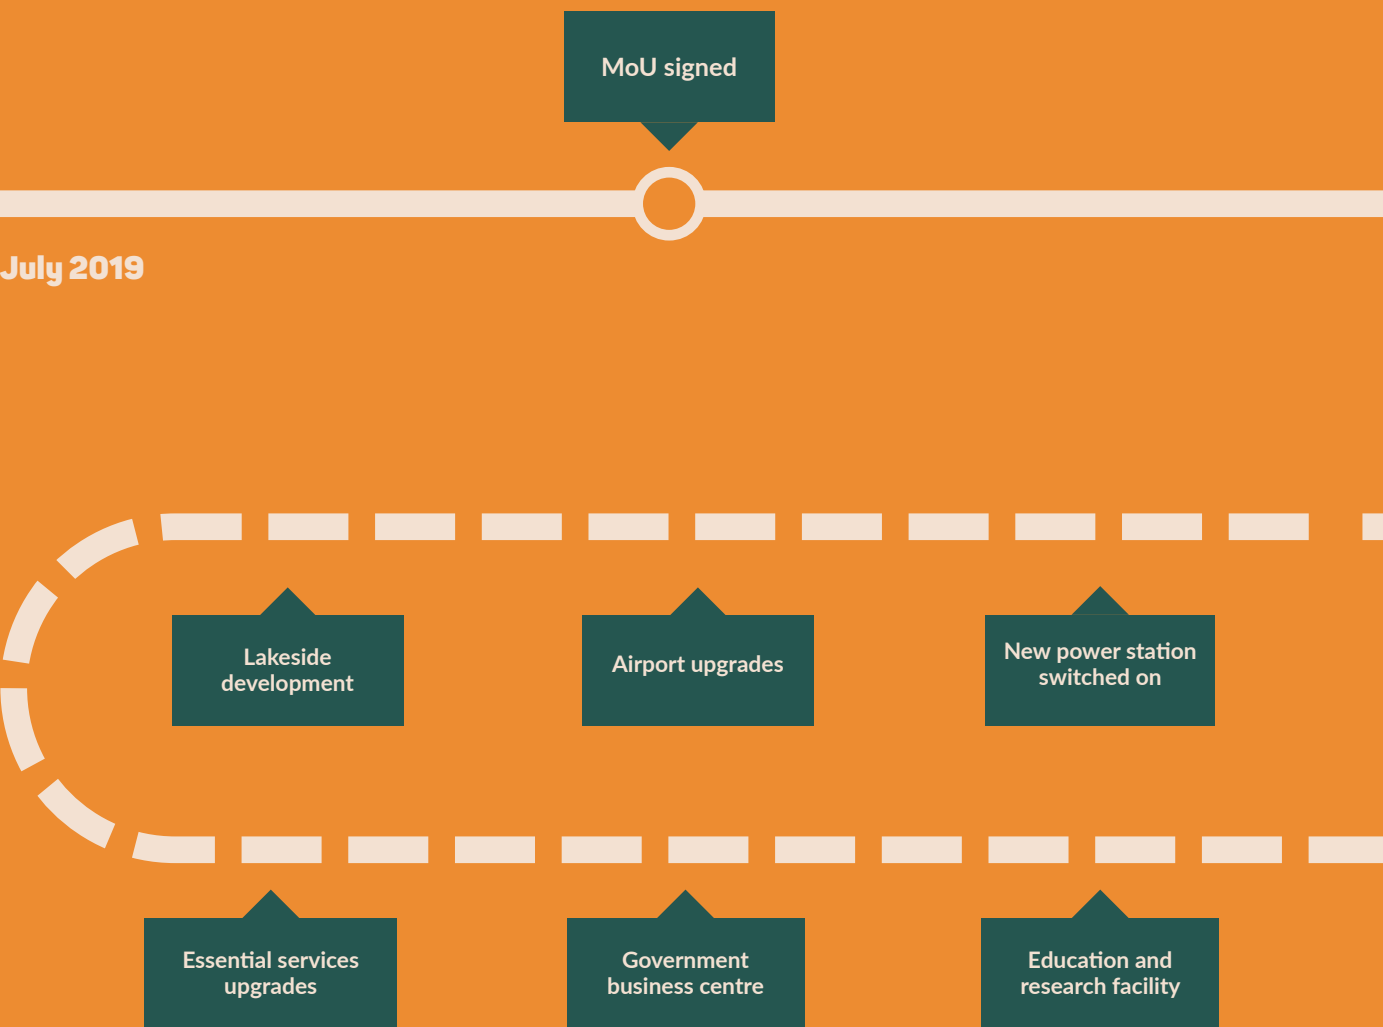 MoU signed
July 2019
Lakeside
development
Airport upgrades
New power station
switched on
Essential services
upgrades
Government
business centre
Education and
research facility